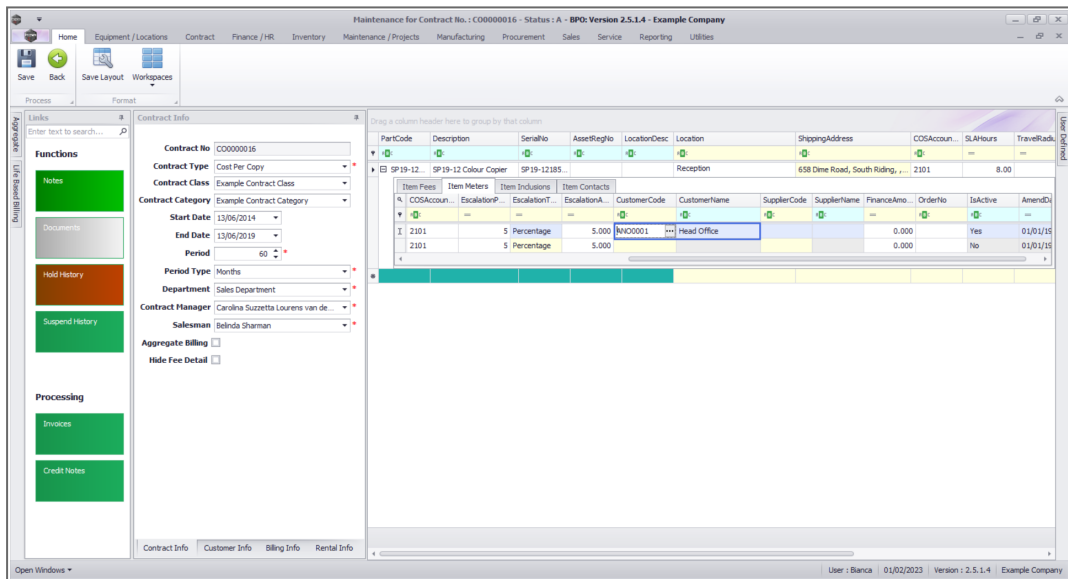 Maintenance for Contract No. : CO0000016 - Status : A - BPO: Version 2.5.1.4 - Example Company
Home Equipment / Locations Contract Finance / HR Inventory Maintenance / Projects Manufacturing Procurement Sales Service Reporting Utilities
Save Back Save Layout Workspaces
Process Format
Aggregate
Life Based Billing
Links
Enter text to search...
Functions
Notes
Documents
Hold History
Suspend History
Processing
Invoices
Credit Notes
Contract Info
Contract No CO0000016
Contract Type Cost Per Copy *
Contract Class Example Contract Class
Contract Category Example Contract Category *
Start Date 13/06/2014
End Date 13/06/2019
Period 60 *
Period Type Months *
Department Sales Department *
Contract Manager Carolina Suzzetta Lourens van de... *
Salesman Belinda Sharman *
Aggregate Billing
Hide Fee Detail
Contract Info Customer Info Billing Info Rental Info
Drag a column header here to group by that column
PartCode Description SerialNo AssetRegNo LocationDesc Location ShippingAddress COSAccoun... SLAHours TravelRadiu
SP19-12... SP19-12 Colour Copier SP19-12185... Reception 658 Dime Road, South Riding, ,... 2101 8.00
Item Fees Item Meters Item Inclusions Item Contacts
COSAccoun... EscalationP... EscalationT... EscalationA... CustomerCode CustomerName SupplierCode SupplierName FinanceAmo... OrderNo IsActive AmendDa
2101 5 Percentage 5.000 ANO0001 ... Head Office 0.000 Yes 01/01/19
2101 5 Percentage 5.000 0.000 No 01/01/19
User Defined
Open Windows
User : Bianca 01/02/2023 Version : 2.5.1.4 Example Company